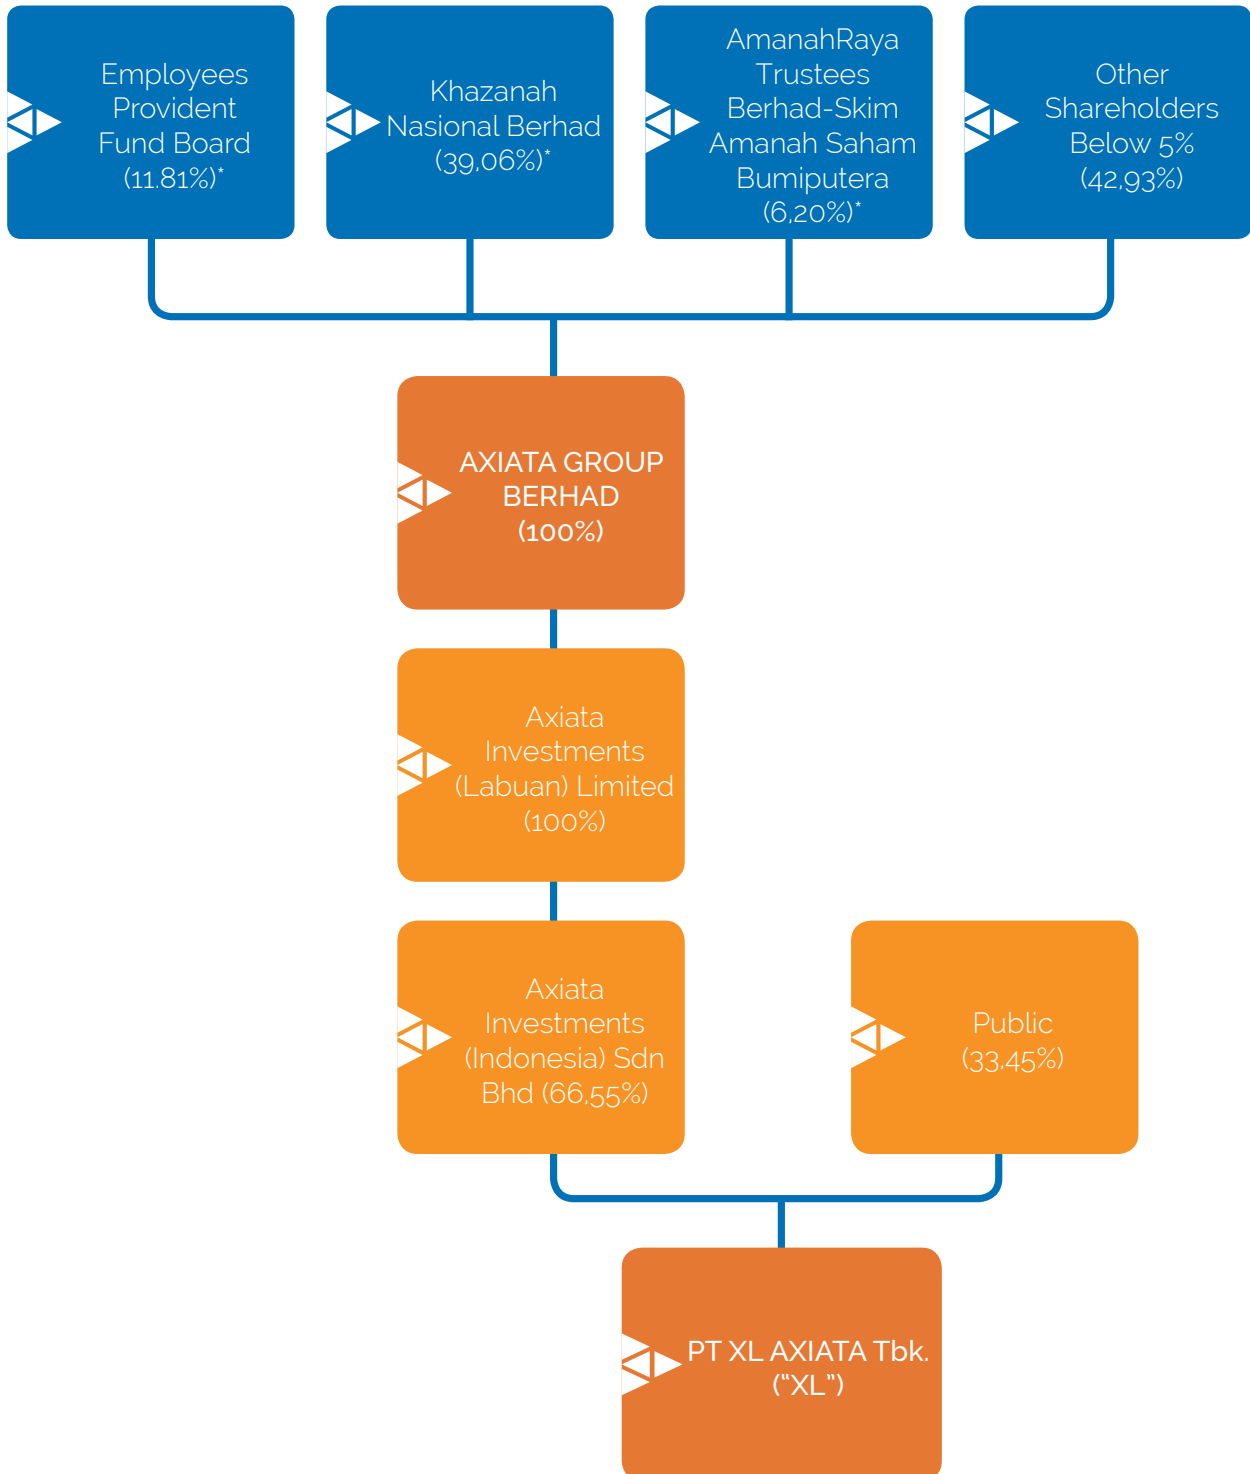 Employees
Provident
Fund Board
(11.81%)*
Khazanah
Nasional Berhad
(39,06%)*
AmanahRaya
Trustees
Berhad-Skim
Amanah Saham
Bumiputera
(6,20%)*
Other
Shareholders
Below 5%
(42,93%)
AXIATA GROUP
BERHAD
(100%)
Axiata
Investments
(Labuan) Limited
(100%)
Axiata
Investments
(Indonesia) Sdn
Bhd (66,55%)
Public
(33,45%)
PT XL AXIATA Tbk.
(“XL”)